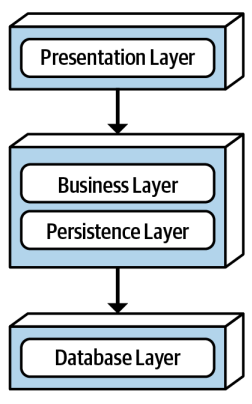 Presentation Layer
Business Layer
Persistence Layer
Database Layer